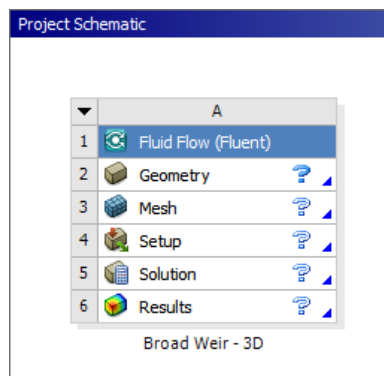 Project Schematic
A
1 Fluid Flow (Fluent)
2 Geometry ?
3 Mesh ?
4 Setup ?
5 Solution ?
6 Results ?
Broad Weir - 3D